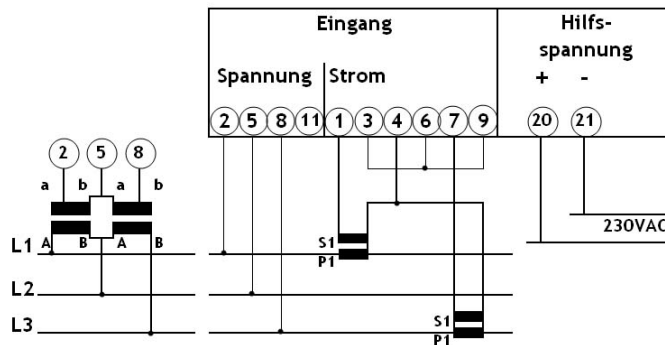 Eingang
Hilfs-
spannung
Spannung Strom
+ -
2 5 8 11 1 3 4 6 7 9 20 21
2 5 8
a b a b
A B A B
230VAC
S1
P1
L1
L2
L3
S1
P1